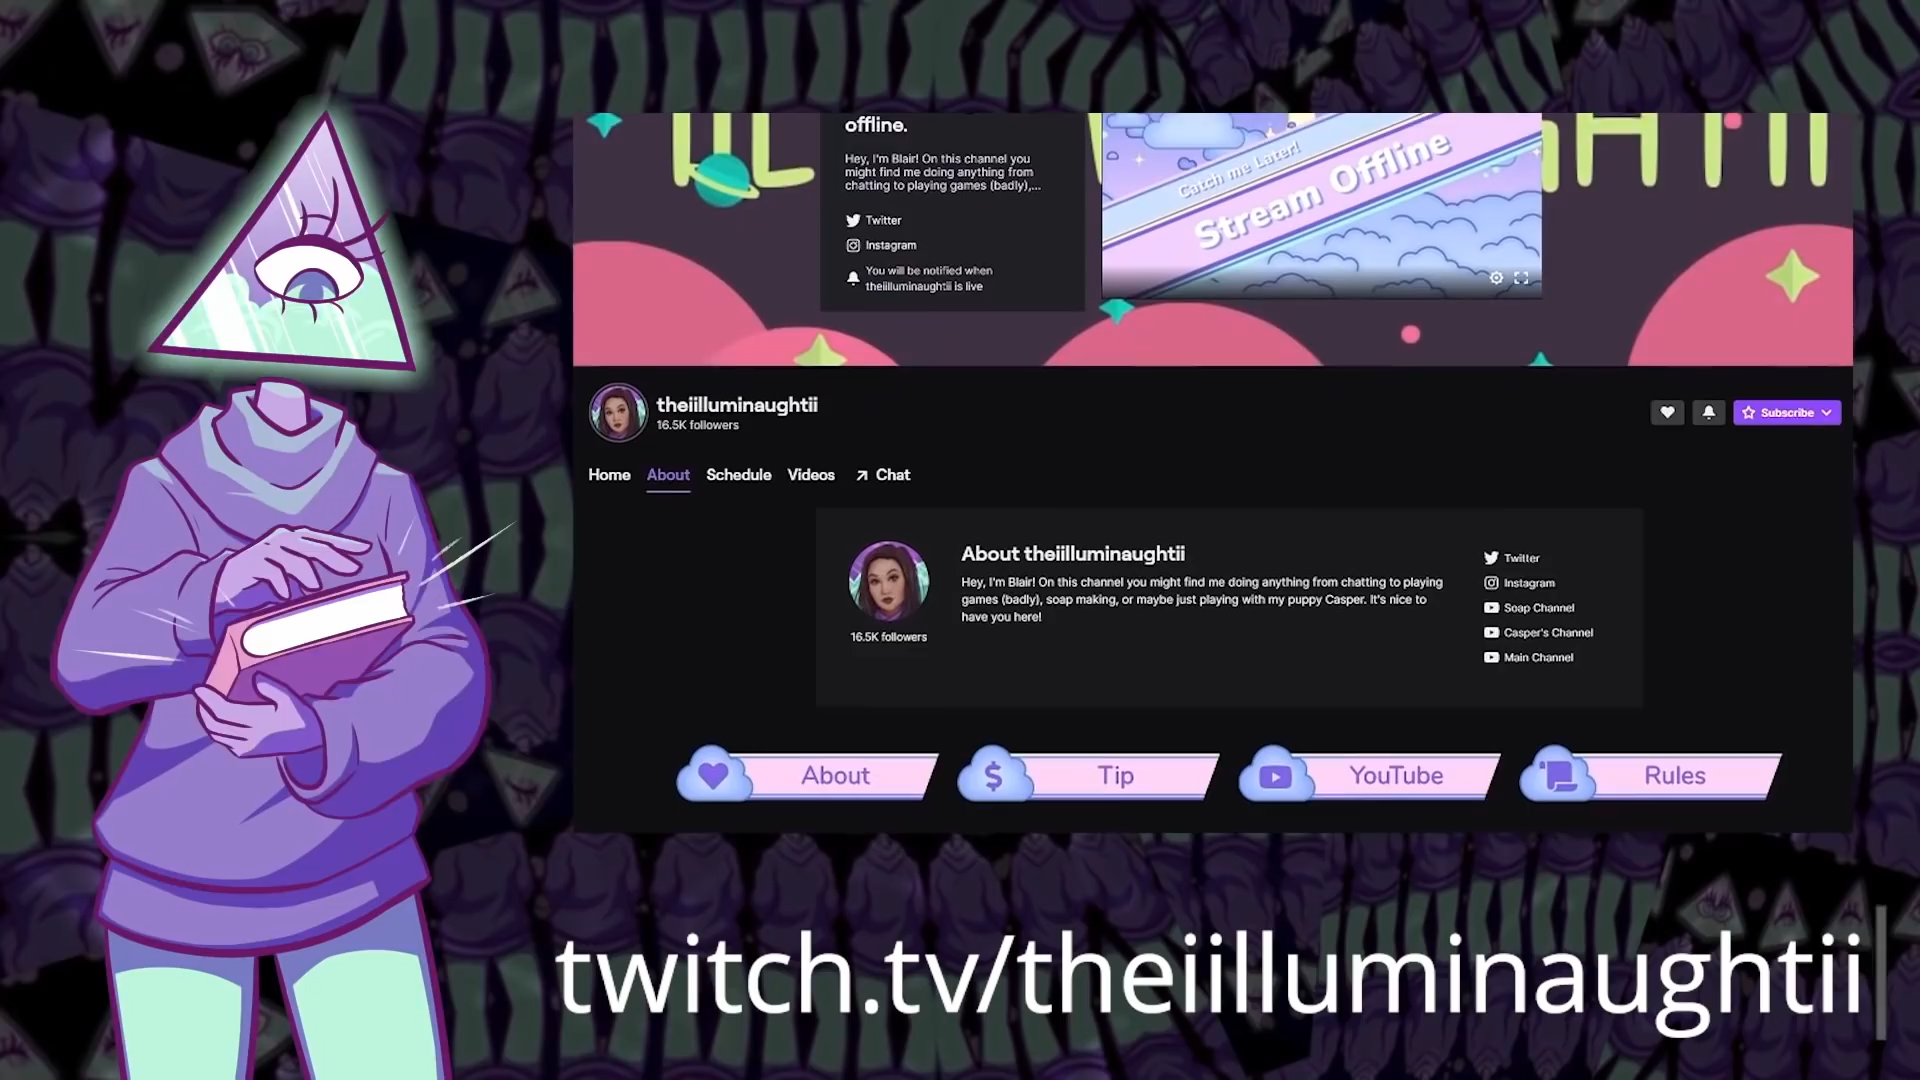 offline.
Hey, I'm Blair! On this channel you
might find me doing anything from
chatting to playing games (badly),...
Twitter
Instagram
You will be notified when
theiilluminaughtii is live
Catch me Later!
Stream Offline
theiilluminaughtii
16.5K followers
Subscribe
Home
About
Schedule
Videos
Chat
About theiilluminaughtii
Hey, I'm Blair! On this channel you might find me doing anything from chatting to playing
games (badly), soap making, or maybe just playing with my puppy Casper. It's nice to
have you here!
16.5K followers
Twitter
Instagram
Soap Channel
Casper's Channel
Main Channel
About
Tip
YouTube
Rules
twitch.tv/theiilluminaughtii